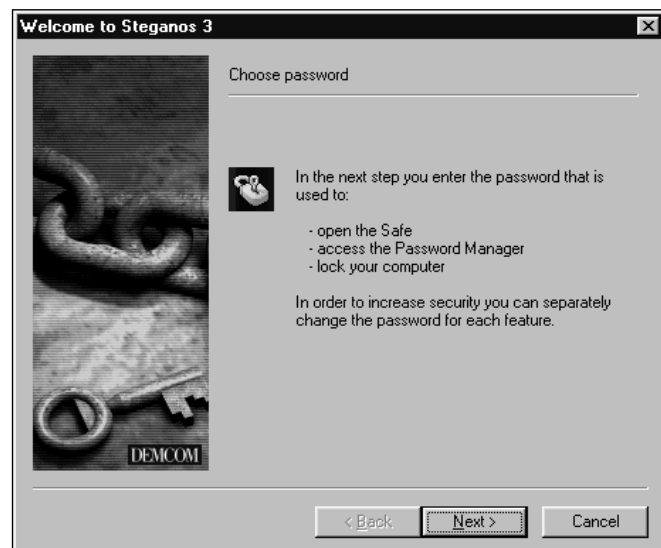 Welcome to Steganos 3
Choose password
In the next step you enter the password that is
used to:
- open the Safe
- access the Password Manager
- lock your computer
In order to increase security you can separately
change the password for each feature.
DEMCOM
< Back
Next >
Cancel